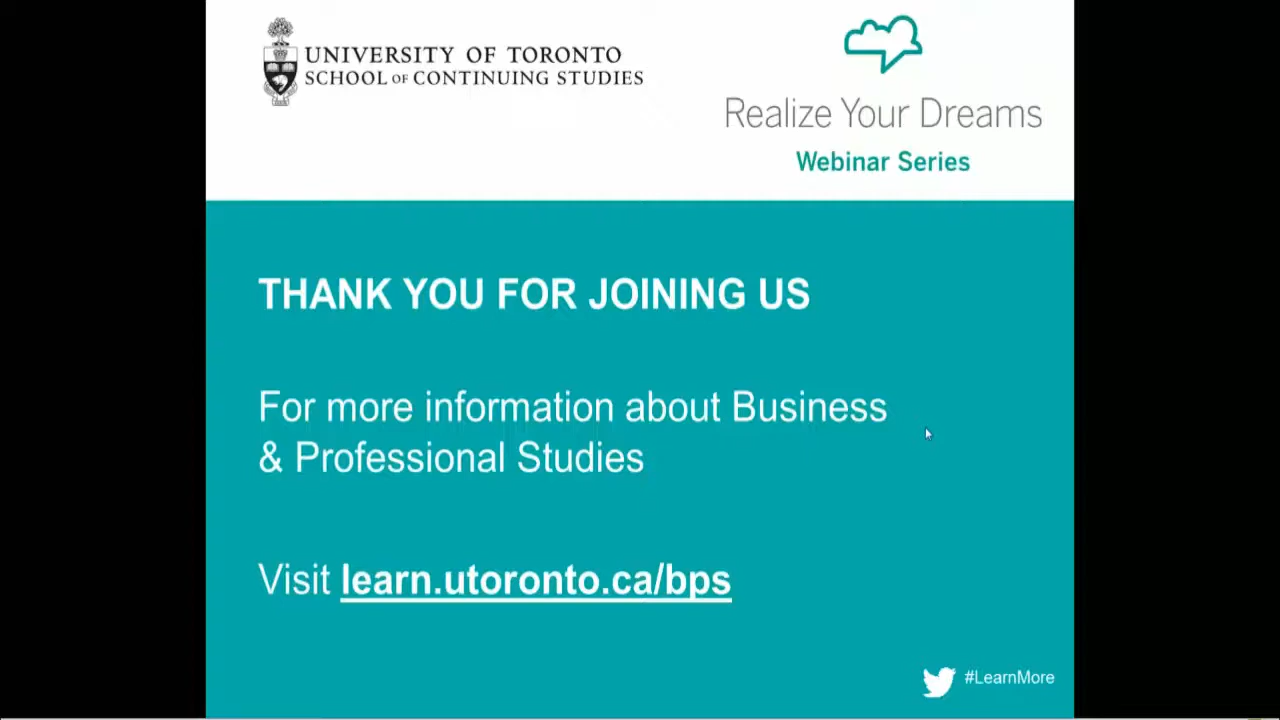 UNIVERSITY OF TORONTO
SCHOOL OF CONTINUING STUDIES
Realize Your Dreams
Webinar Series
THANK YOU FOR JOINING US
For more information about Business
& Professional Studies
Visit learn.utoronto.ca/bps
#LearnMore